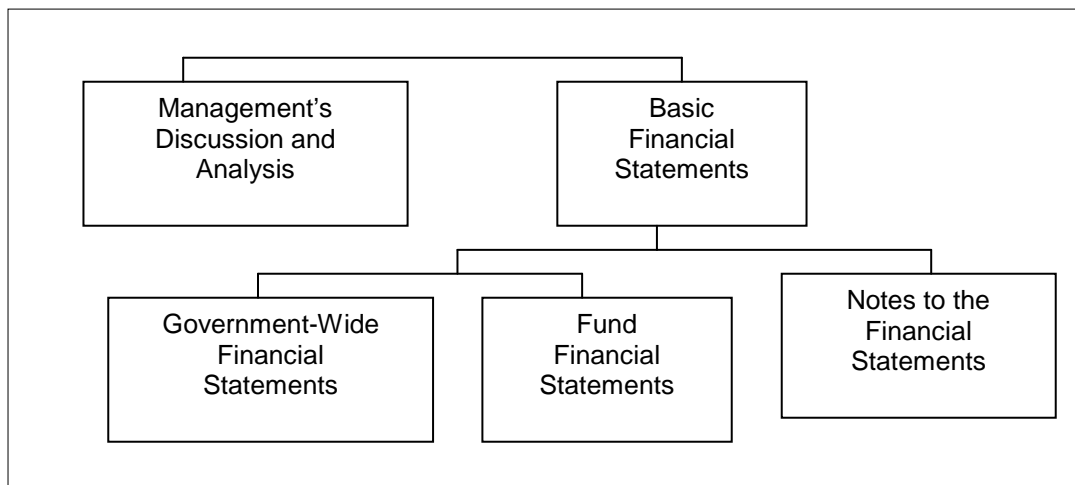 Management’s
Discussion and
Analysis
Basic
Financial
Statements
Government-Wide
Financial
Statements
Fund
Financial
Statements
Notes to the
Financial
Statements